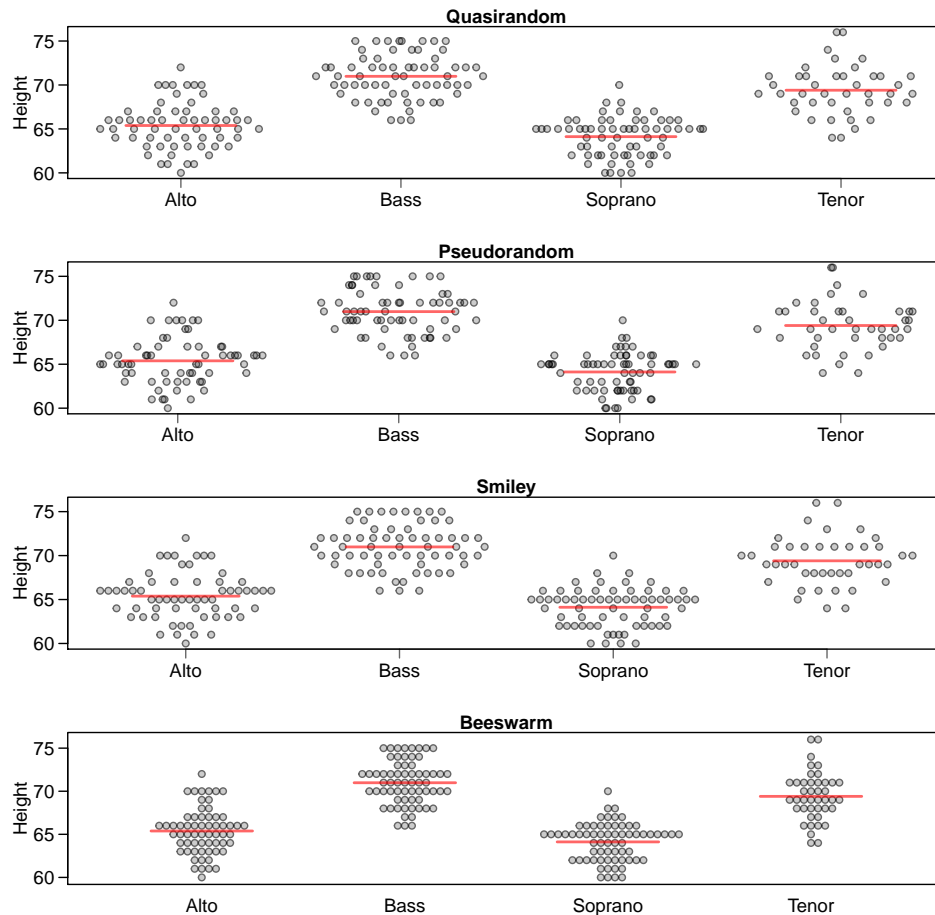 Quasirandom
Height
75
70
65
60
Alto Bass Soprano Tenor
Pseudorandom
Height
75
70
65
60
Alto Bass Soprano Tenor
Smiley
Height
75
70
65
60
Alto Bass Soprano Tenor
Beeswarm
Height
75
70
65
60
Alto Bass Soprano Tenor